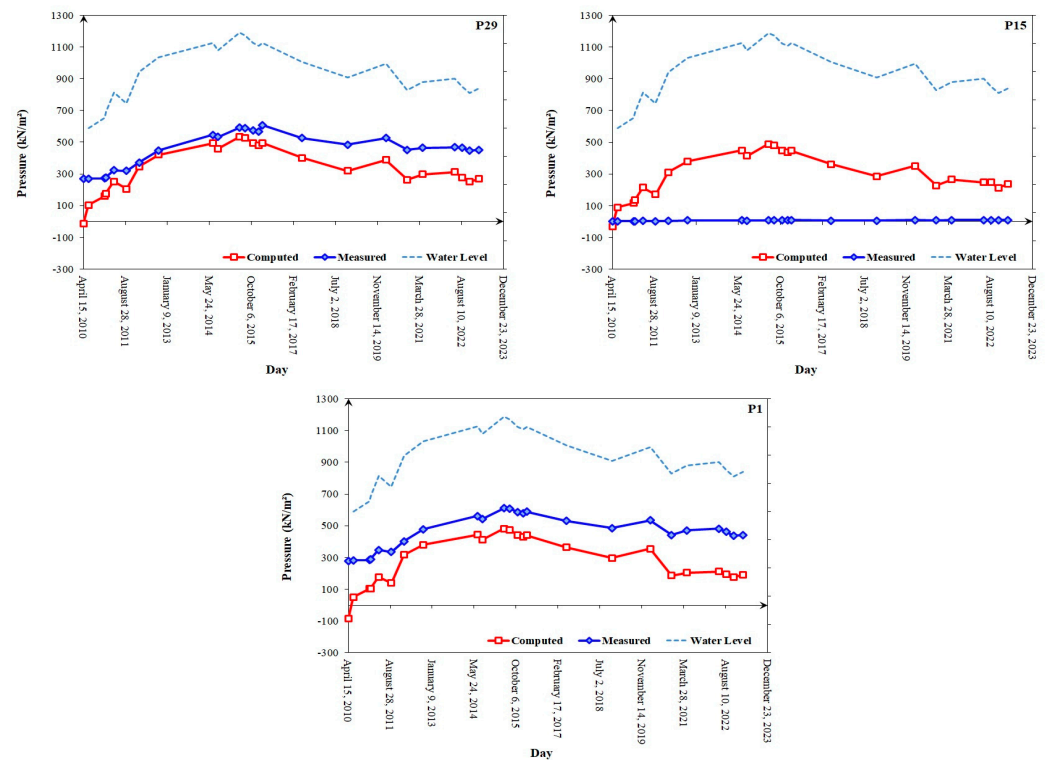 P29
Pressure (kN/m²)
1300
1100
900
700
500
300
100
-100
-300
Computed Measured Water Level
April 15, 2010
August 28, 2011
January 9, 2013
May 24, 2014
October 6, 2015
February 17, 2017
July 2, 2018
November 14, 2019
March 28, 2021
August 10, 2022
December 23, 2023
Day
P15
Pressure (kN/m²)
1300
1100
900
700
500
300
100
-100
-300
Computed Measured Water Level
April 15, 2010
August 28, 2011
January 9, 2013
May 24, 2014
October 6, 2015
February 17, 2017
July 2, 2018
November 14, 2019
March 28, 2021
August 10, 2022
December 23, 2023
Day
P1
Pressure (kN/m²)
1300
1100
900
700
500
300
100
-100
-300
Computed Measured Water Level
April 15, 2010
August 28, 2011
January 9, 2013
May 24, 2014
October 6, 2015
February 17, 2017
July 2, 2018
November 14, 2019
March 28, 2021
August 10, 2022
December 23, 2023
Day